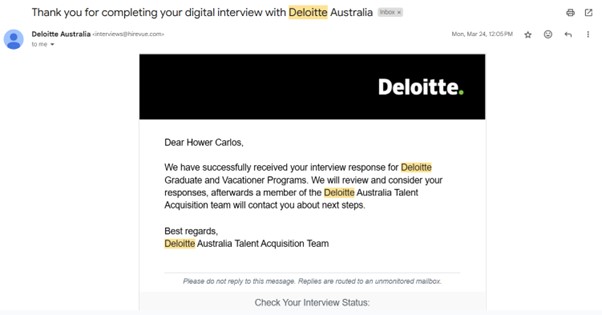 Thank you for completing your digital interview with Deloitte Australia Inbox ×
Deloitte Australia <interviews@hirevue.com>
Mon, Mar 24, 12:05 PM
to me
Deloitte.
Dear Hower Carlos,
We have successfully received your interview response for Deloitte
Graduate and Vacationer Programs. We will review and consider your
responses, afterwards a member of the Deloitte Australia Talent
Acquisition team will contact you about next steps.
Best regards,
Deloitte Australia Talent Acquisition Team
Please do not reply to this message. Replies are routed to an unmonitored mailbox.
Check Your Interview Status: